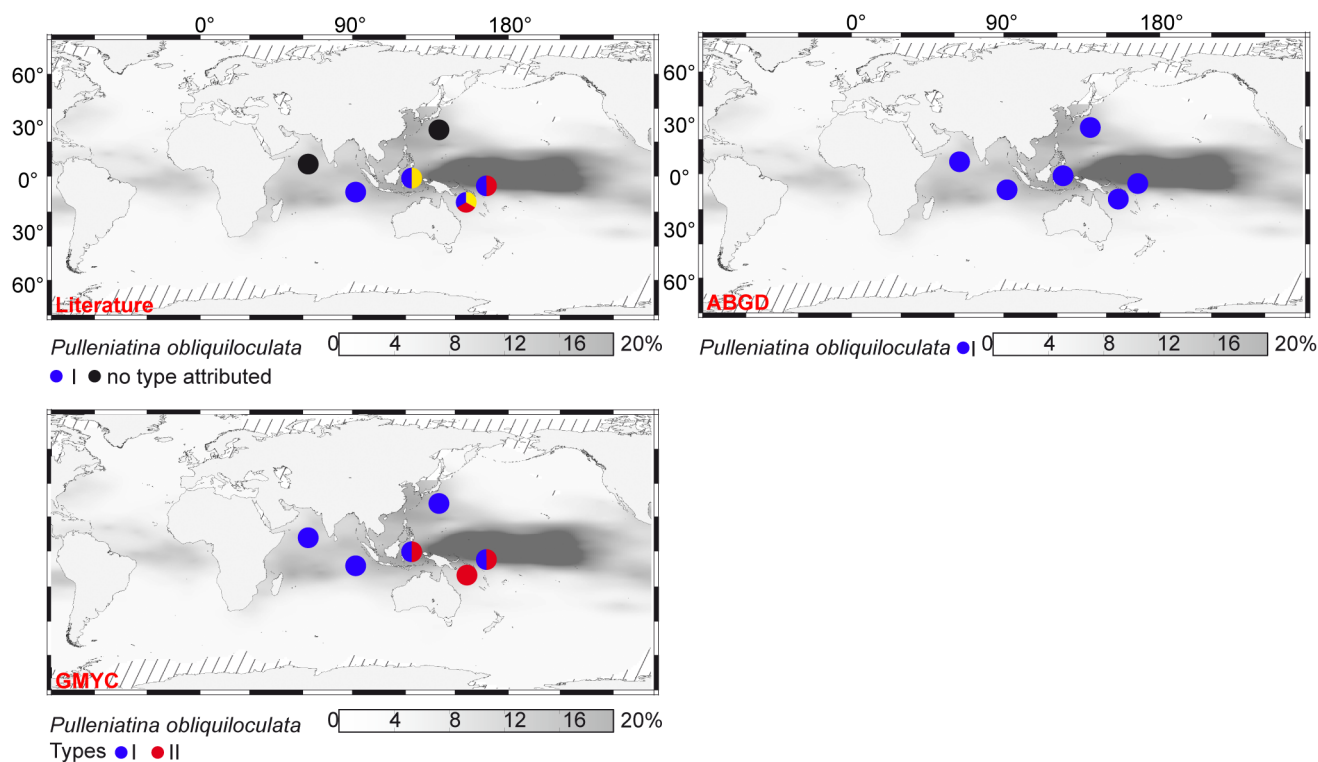 0° 90° 180°
60°
30°
0°
30°
60°
Literature
Pulleniatina obliquiloculata 0 4 8 12 16 20%
I no type attributed
0° 90° 180°
60°
30°
0°
30°
60°
ABGD
Pulleniatina obliquiloculata I 0 4 8 12 16 20%
GMYC
Pulleniatina obliquiloculata 0 4 8 12 16 20%
Types I II